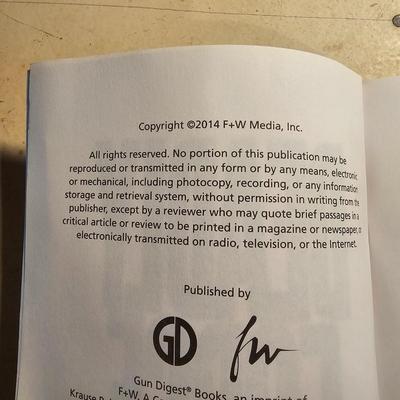 Copyright ©2014 F+W Media, Inc.
All rights reserved. No portion of this publication may be
reproduced or transmitted in any form or by any means, electronic
or mechanical, including photocopy, recording, or any information
storage and retrieval system, without permission in writing from the
publisher, except by a reviewer who may quote brief passages in a
critical article or review to be printed in a magazine or newspaper, or
electronically transmitted on radio, television, or the Internet.
Published by
GD fw
Gun Digest® Books, an imprint of
F+W, A
Krause